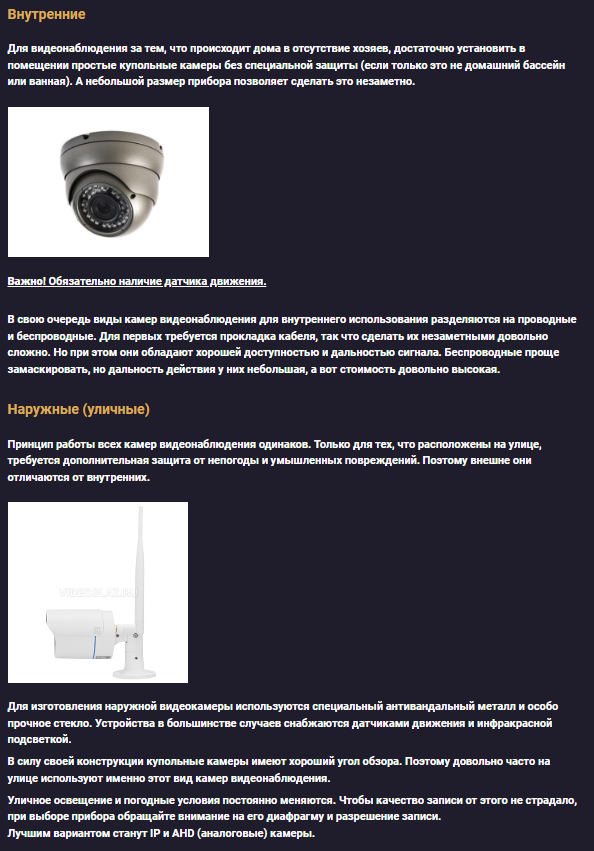 Внутренние
Для видеонаблюдения за тем, что происходит дома в отсутствие хозяев, достаточно установить в
помещении простые купольные камеры без специальной защиты (если только это не домашний бассейн
или ванная). А небольшой размер прибора позволяет сделать это незаметно.
Важно! Обязательно наличие датчика движения.
В свою очередь виды камер видеонаблюдения для внутреннего использования разделяются на проводные
и беспроводные. Для первых требуется прокладка кабеля, так что сделать их незаметными довольно
сложно. Но при этом они обладают хорошей доступностью и дальностью сигнала. Беспроводные проще
замаскировать, но дальность действия у них небольшая, а вот стоимость довольно высокая.
Наружные (уличные)
Принцип работы всех камер видеонаблюдения одинаков. Только для тех, что расположены на улице,
требуется дополнительная защита от непогоды и умышленных повреждений. Поэтому внешне они
отличаются от внутренних.
VIDEOGLAZ.RU
Для изготовления наружной видеокамеры используются специальный антивандальный металл и особо
прочное стекло. Устройства в большинстве случаев снабжаются датчиками движения и инфракрасной
подсветкой.
В силу своей конструкции купольные камеры имеют хороший угол обзора. Поэтому довольно часто на
улице используют именно этот вид камер видеонаблюдения.
Уличное освещение и погодные условия постоянно меняются. Чтобы качество записи от этого не страдало,
при выборе прибора обращайте внимание на его диафрагму и разрешение записи.
Лучшим вариантом станут IP и AHD (аналоговые) камеры.